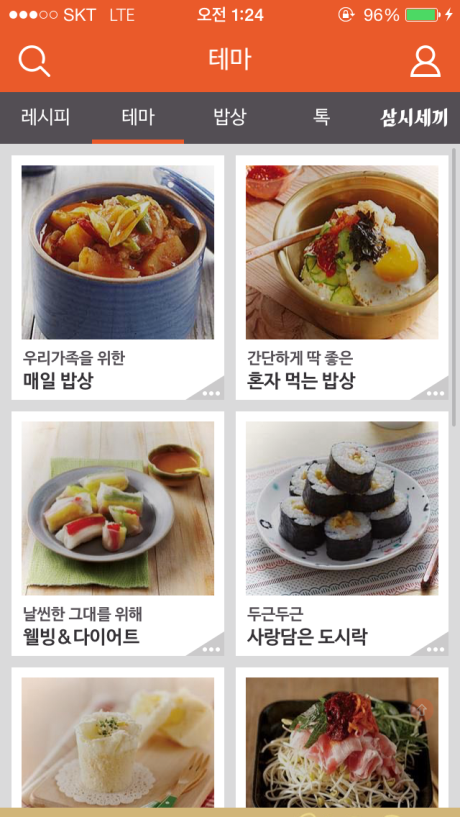 SKT LTE 오전 1:24 96%
테마
레시피 테마 밥상 톡 삼시세끼
우리가족을 위한
매일 밥상
간단하게 딱 좋은
혼자 먹는 밥상
날씬한 그대를 위해
웰빙&다이어트
두근두근
사랑담은 도시락